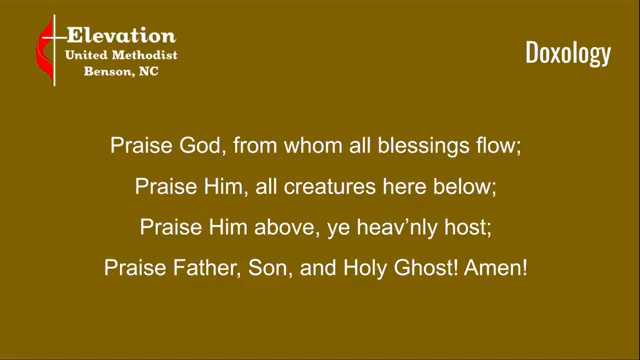 Elevation
United Methodist
Benson, NC
Doxology
Praise God, from whom all blessings flow;
Praise Him, all creatures here below;
Praise Him above, ye heav’nly host;
Praise Father, Son, and Holy Ghost! Amen!